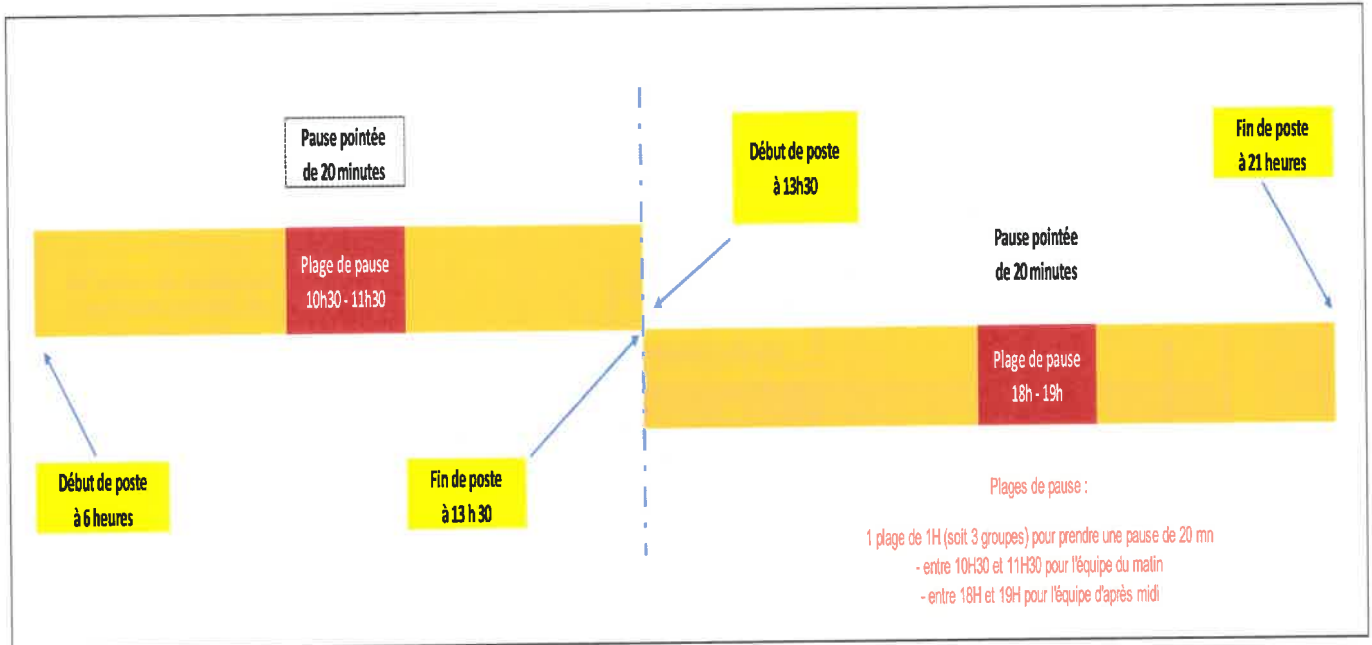 Pause pointée
de 20 minutes
Plage de pause
10h30 - 11h30
Début de poste
à 6 heures
Fin de poste
à 13 h 30
Début de poste
à 13h30
Fin de poste
à 21 heures
Pause pointée
de 20 minutes
Plage de pause
18h - 19h
Plages de pause :
1 plage de 1H (soit 3 groupes) pour prendre une pause de 20 mn
- entre 10H30 et 11H30 pour l'équipe du matin
- entre 18H et 19H pour l'équipe d'après midi